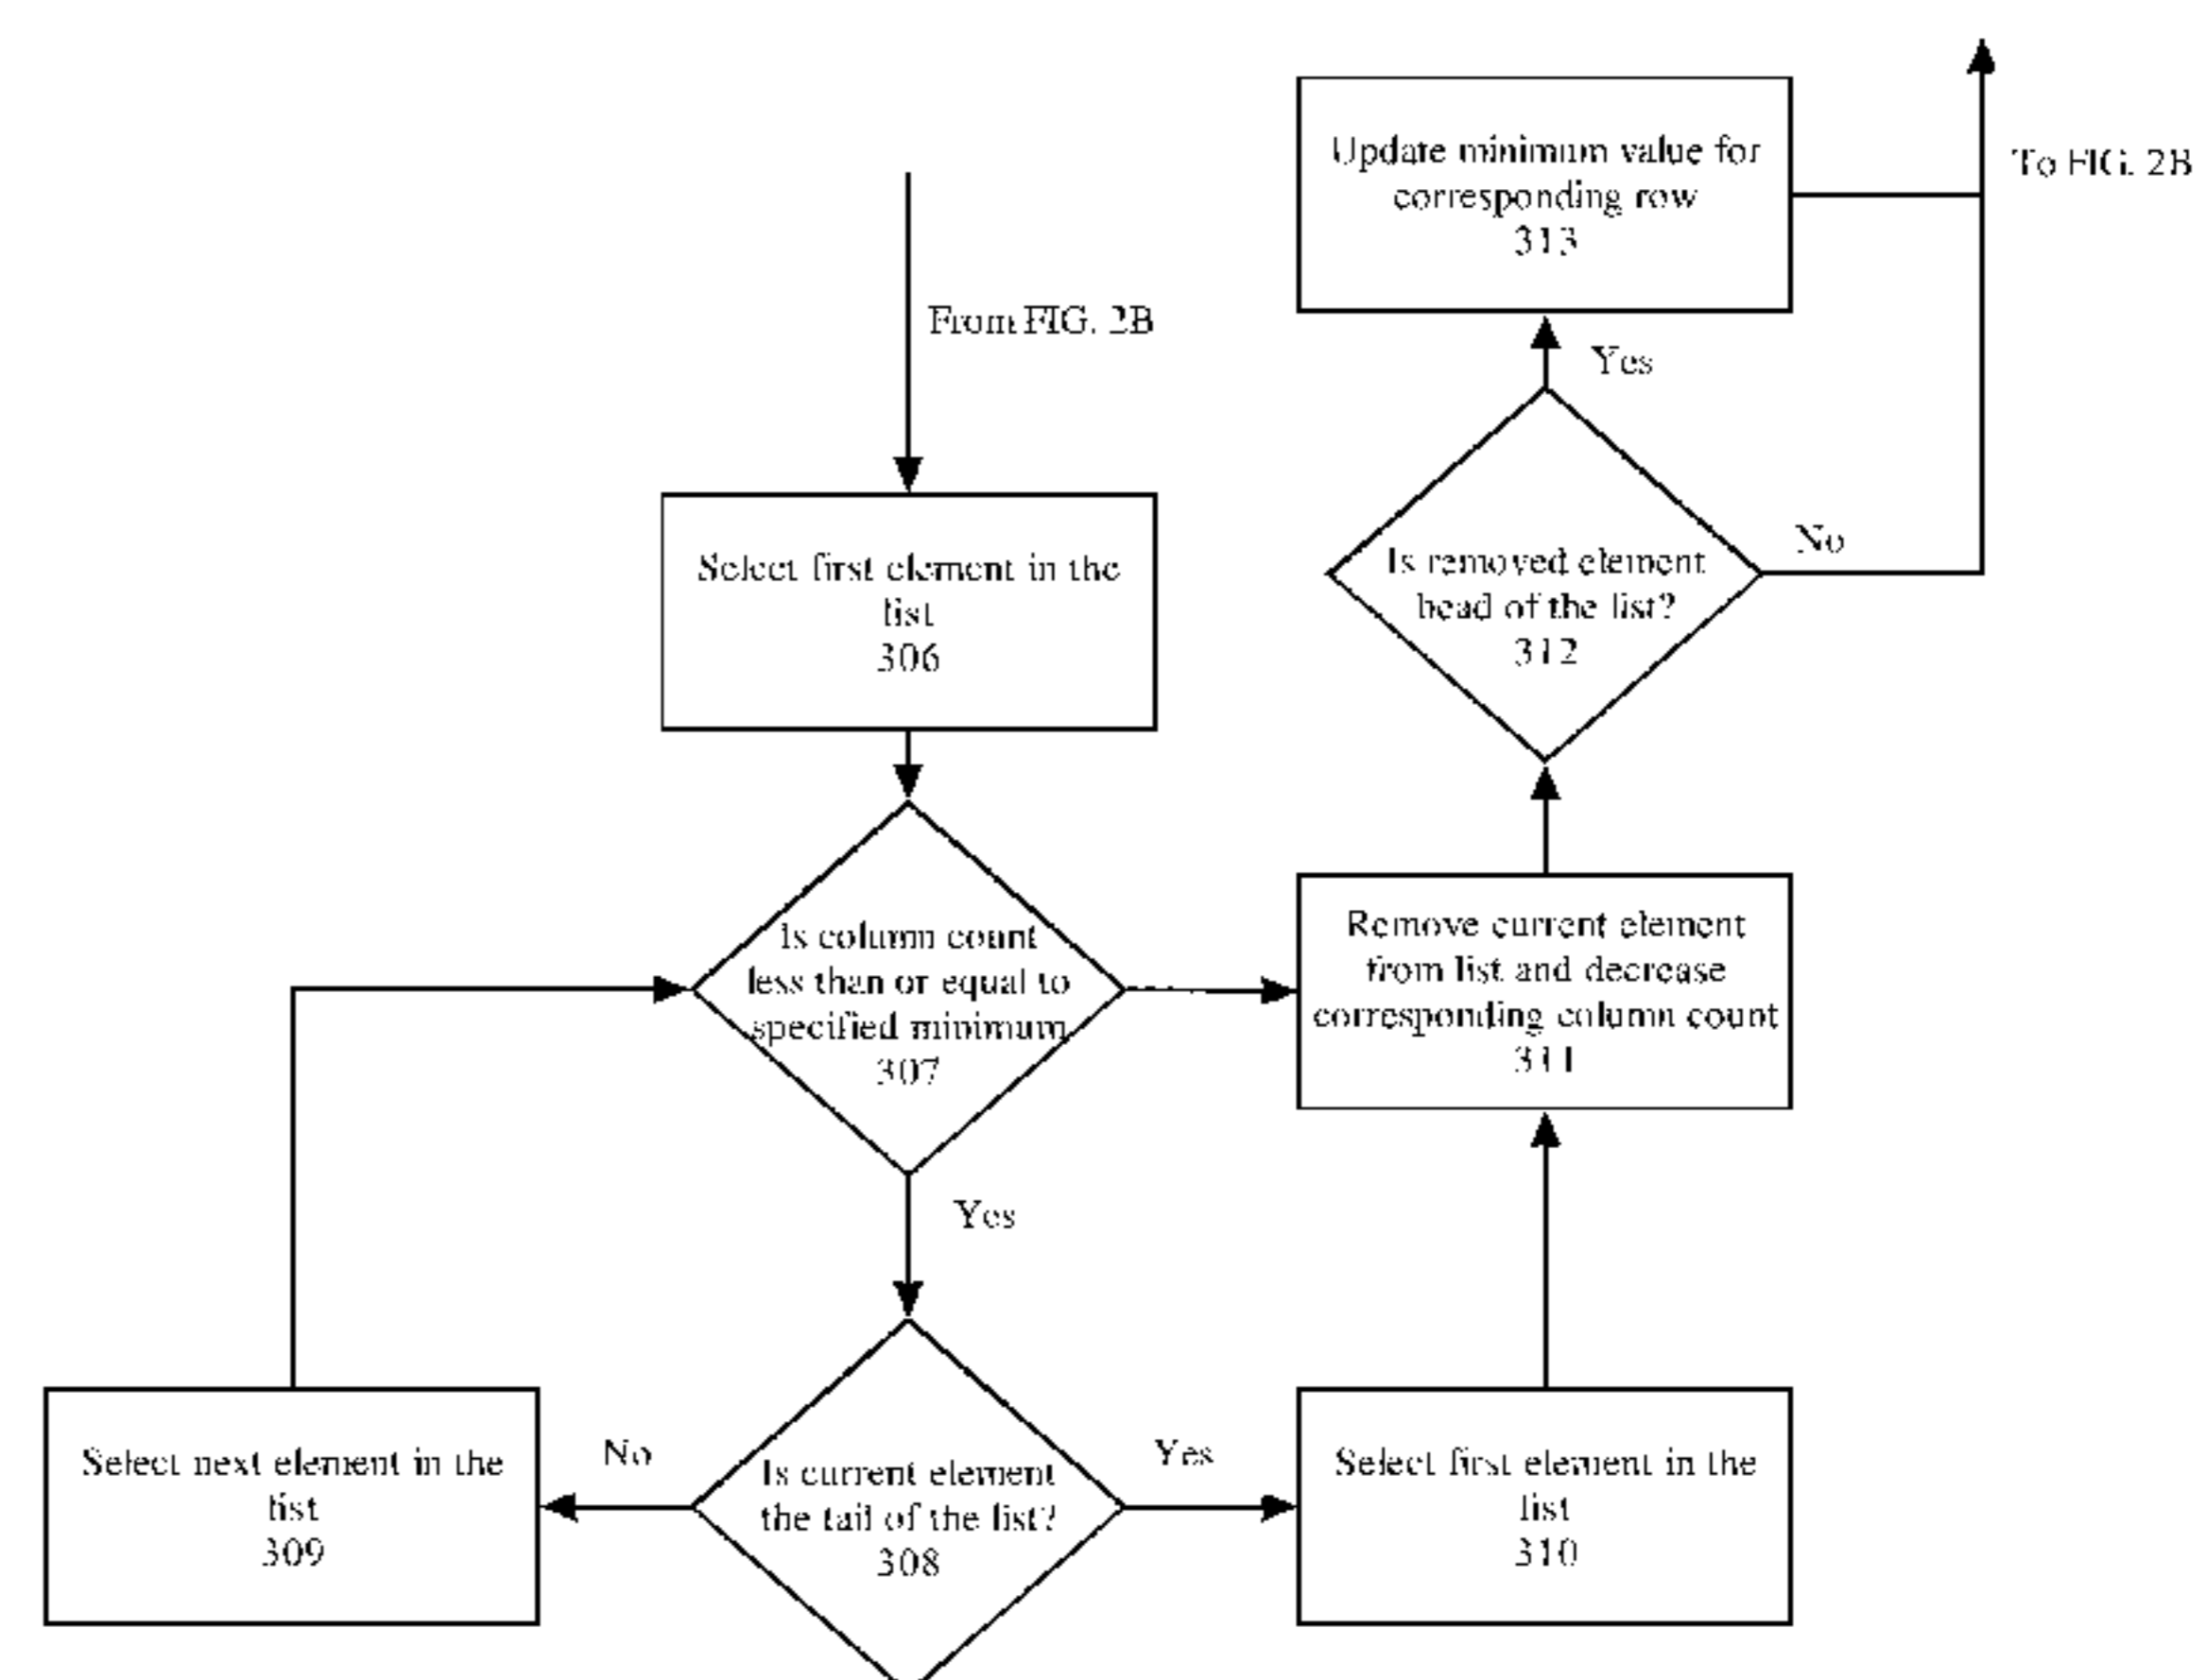 Update minimum value for
corresponding row
313
To FIG. 2B
From FIG. 2B
Yes
Select first element in the
list
306
Is removed element
head of the list?
312
No
Is column count
less than or equal to
specified minimum
307
Remove current element
from list and decrease
corresponding column count
311
Yes
Select next element in the
list
309
No
Is current element
the tail of the list?
308
Yes
Select first element in the
list
310